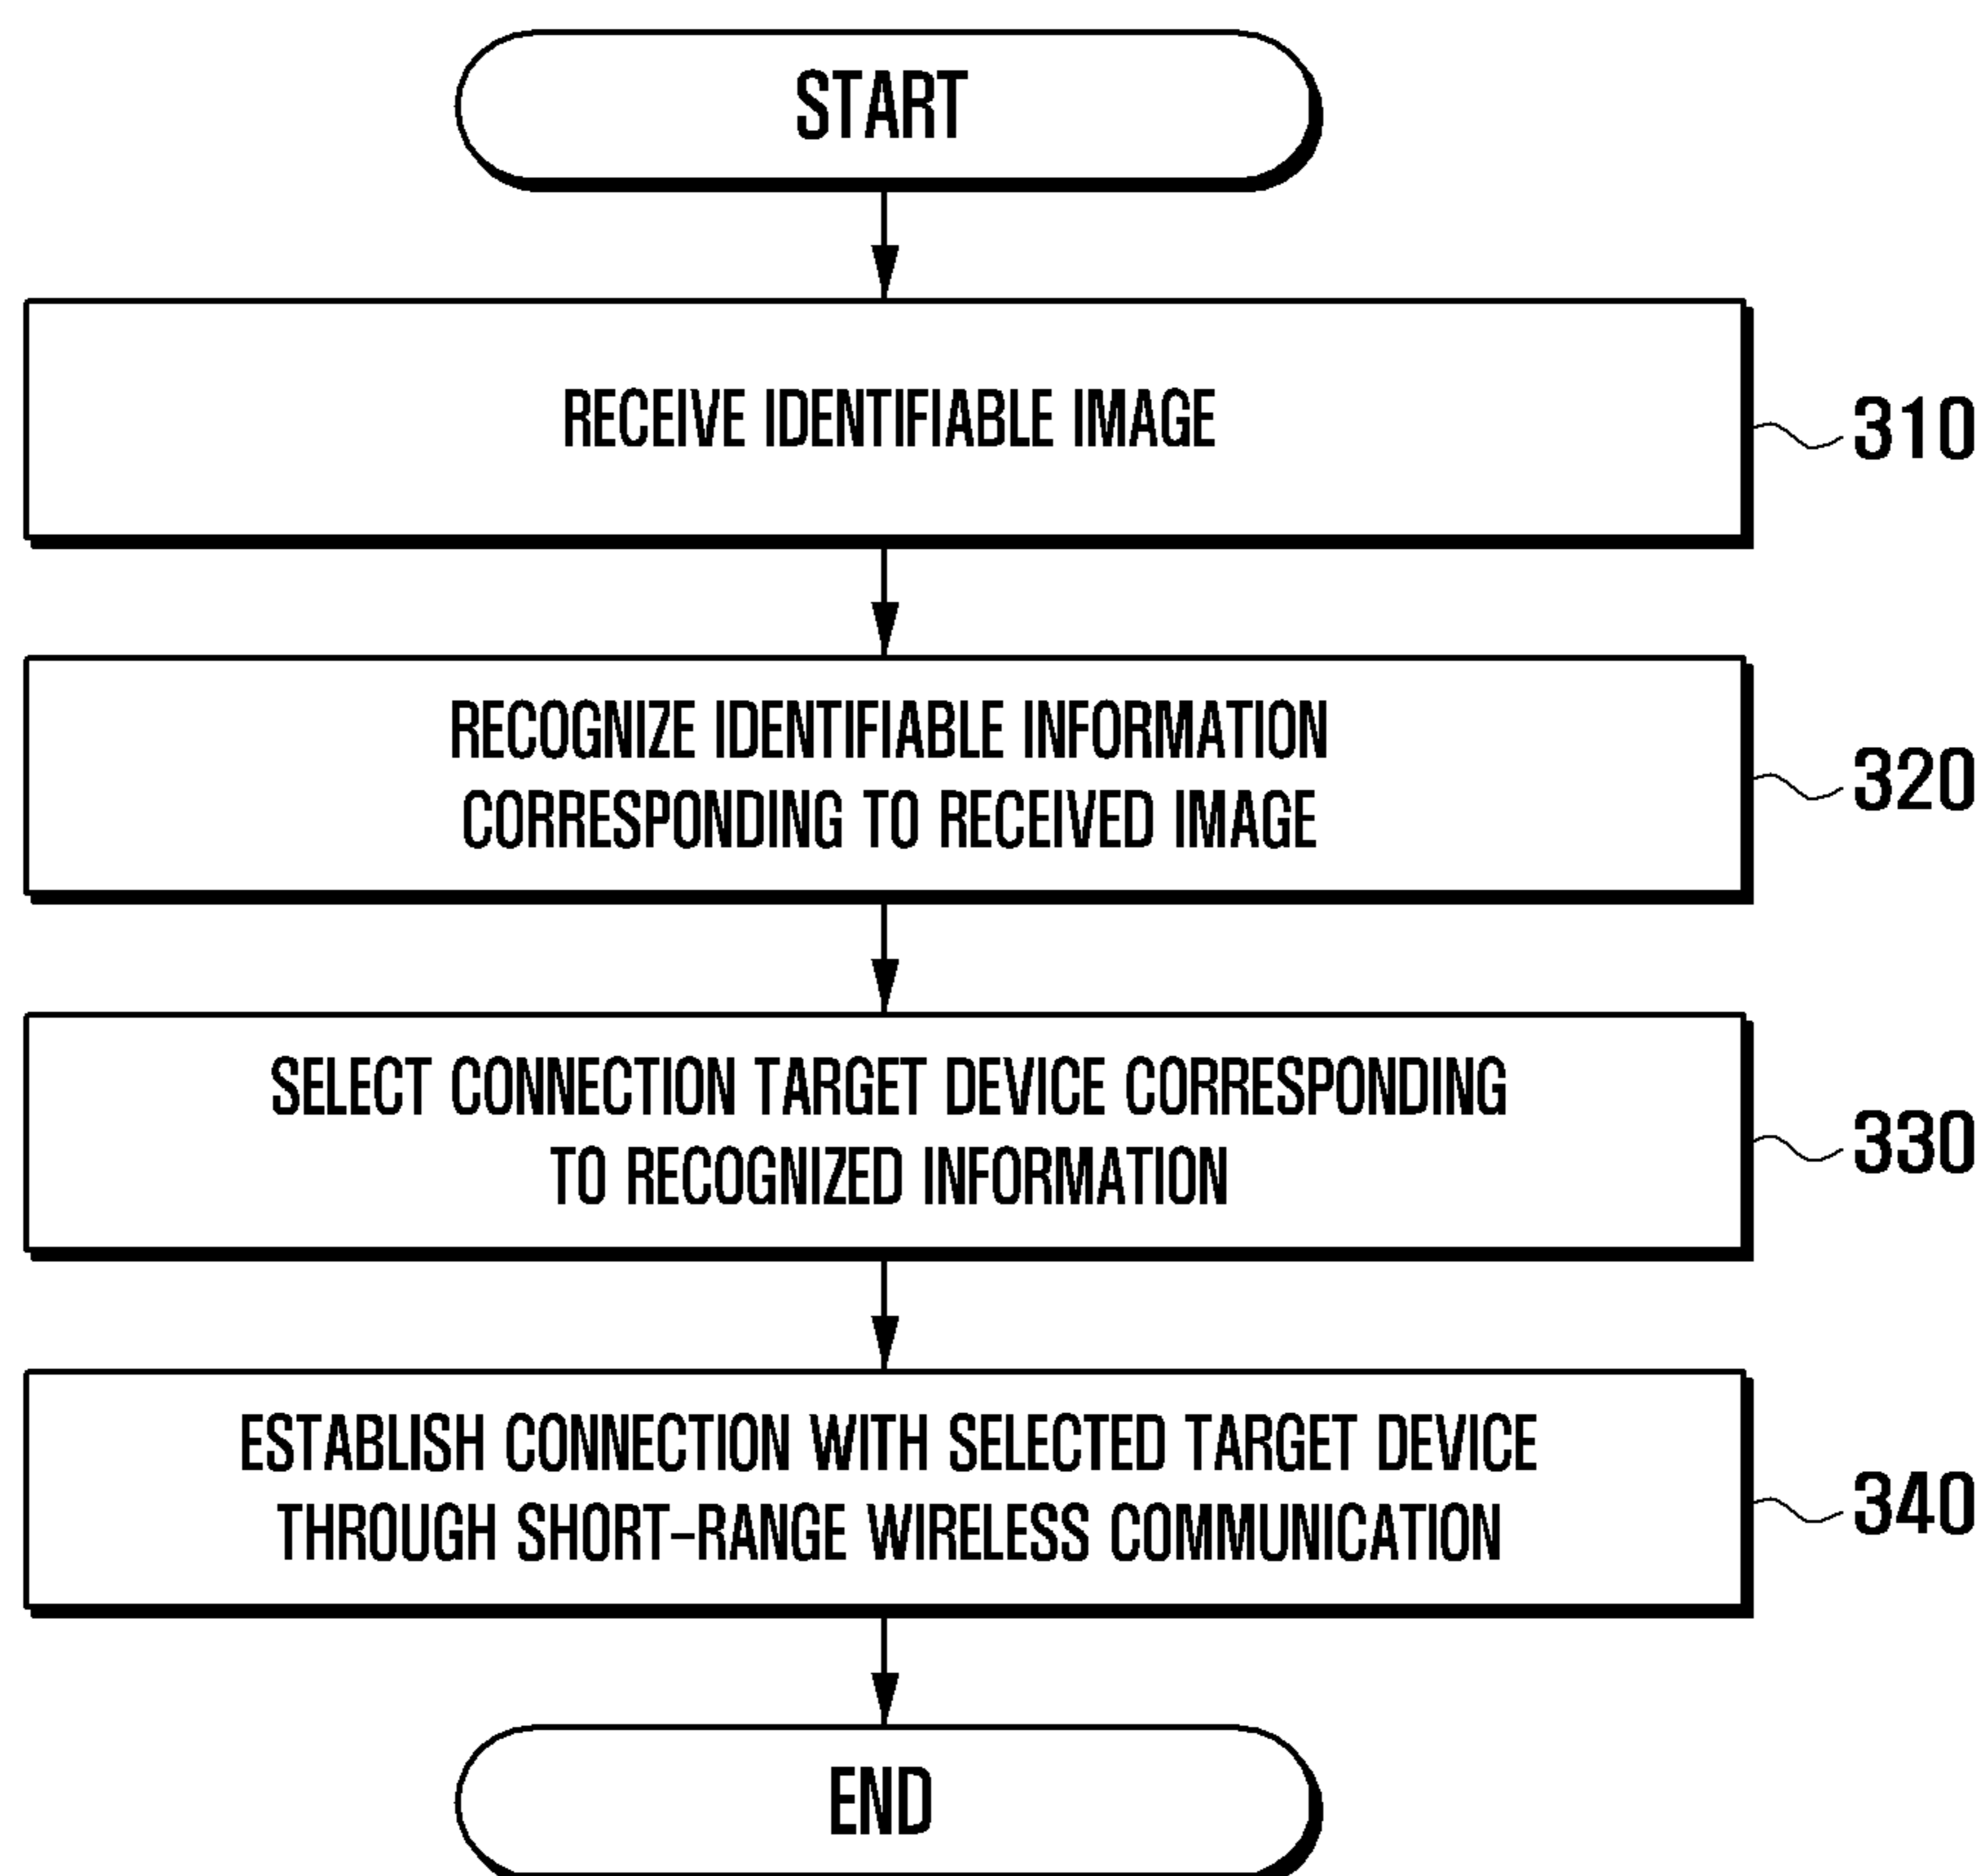 START
RECEIVE IDENTIFIABLE IMAGE
310
RECOGNIZE IDENTIFIABLE INFORMATION
CORRESPONDING TO RECEIVED IMAGE
320
SELECT CONNECTION TARGET DEVICE CORRESPONDING
TO RECOGNIZED INFORMATION
330
ESTABLISH CONNECTION WITH SELECTED TARGET DEVICE
THROUGH SHORT–RANGE WIRELESS COMMUNICATION
340
END